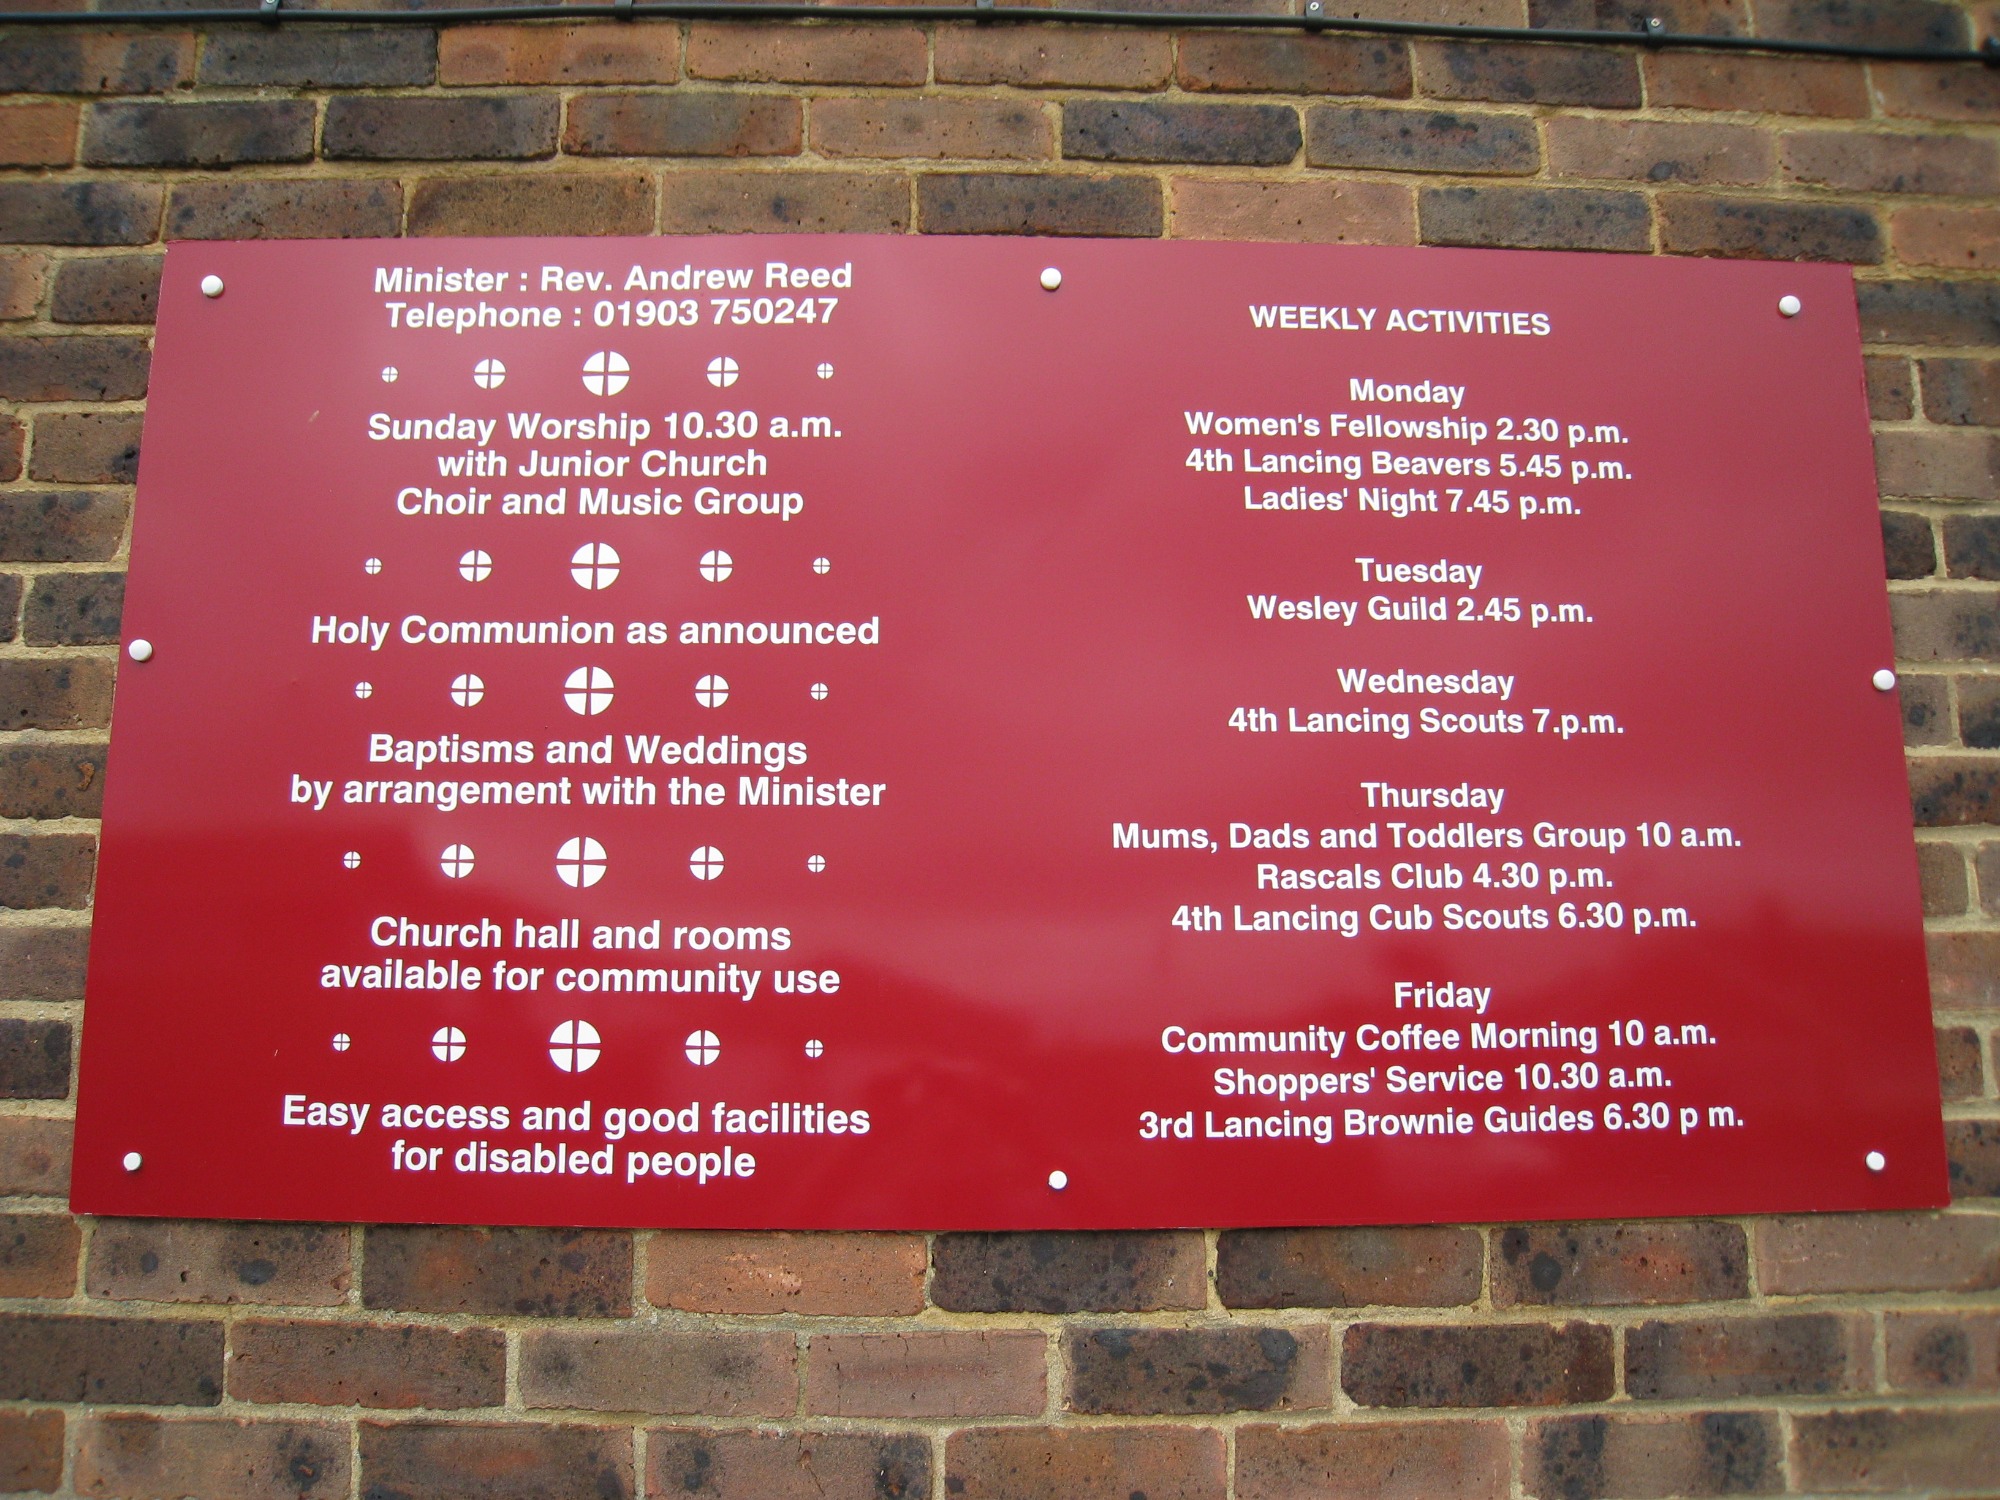 Minister : Rev. Andrew Reed
Telephone : 01903 750247
Sunday Worship 10.30 a.m.
with Junior Church
Choir and Music Group
Holy Communion as announced
Baptisms and Weddings
by arrangement with the Minister
Church hall and rooms
available for community use
Easy access and good facilities
for disabled people
WEEKLY ACTIVITIES
Monday
Women's Fellowship 2.30 p.m.
4th Lancing Beavers 5.45 p.m.
Ladies' Night 7.45 p.m.
Tuesday
Wesley Guild 2.45 p.m.
Wednesday
4th Lancing Scouts 7.p.m.
Thursday
Mums, Dads and Toddlers Group 10 a.m.
Rascals Club 4.30 p.m.
4th Lancing Cub Scouts 6.30 p.m.
Friday
Community Coffee Morning 10 a.m.
Shoppers' Service 10.30 a.m.
3rd Lancing Brownie Guides 6.30 p m.